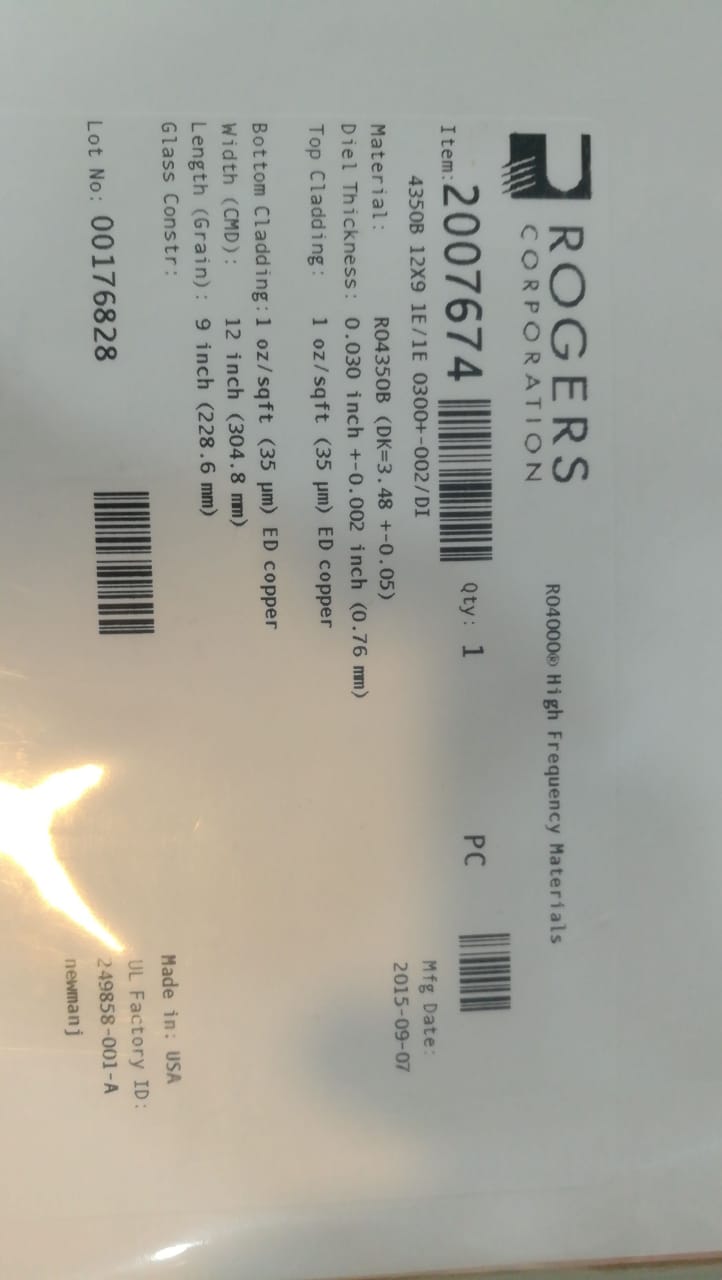 ROGERS
CORPORATION
RO4000® High Frequency Materials
Item: 2007674 Qty: 1 PC
4350B 12X9 1E/1E 0300+-002/DI
Mfg Date:
2015-09-07
Material: RO4350B (DK=3.48 +-0.05)
Diel Thickness: 0.030 inch +-0.002 inch (0.76 mm)
Top Cladding: 1 oz/sqft (35 µm) ED copper
Bottom Cladding:1 oz/sqft (35 µm) ED copper
Width (CMD): 12 inch (304.8 mm)
Length (Grain): 9 inch (228.6 mm)
Glass Constr:
Made in: USA
UL Factory ID:
249858-001-A
newmanj
Lot No: 00176828